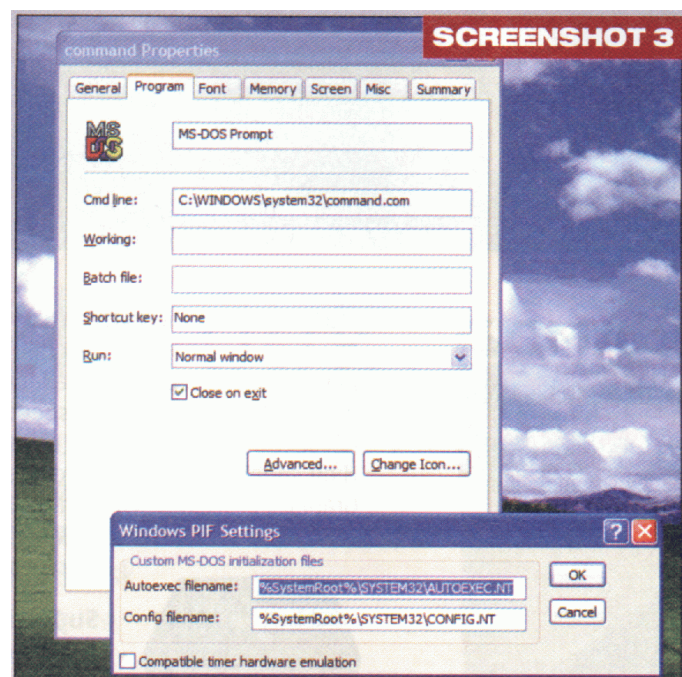 SCREENSHOT 3
command Properties
General Program Font Memory Screen Misc Summary
MS DOS
MS-DOS Prompt
Cmd line: C:\WINDOWS\system32\command.com
Working:
Batch file:
Shortcut key: None
Run: Normal window
Close on exit
Advanced... Change Icon...
Windows PIF Settings
Custom MS-DOS initialization files
Autoexec filename: %SystemRoot%\SYSTEM32\AUTOEXEC.NT
OK
Config filename: %SystemRoot%\SYSTEM32\CONFIG.NT
Cancel
Compatible timer hardware emulation